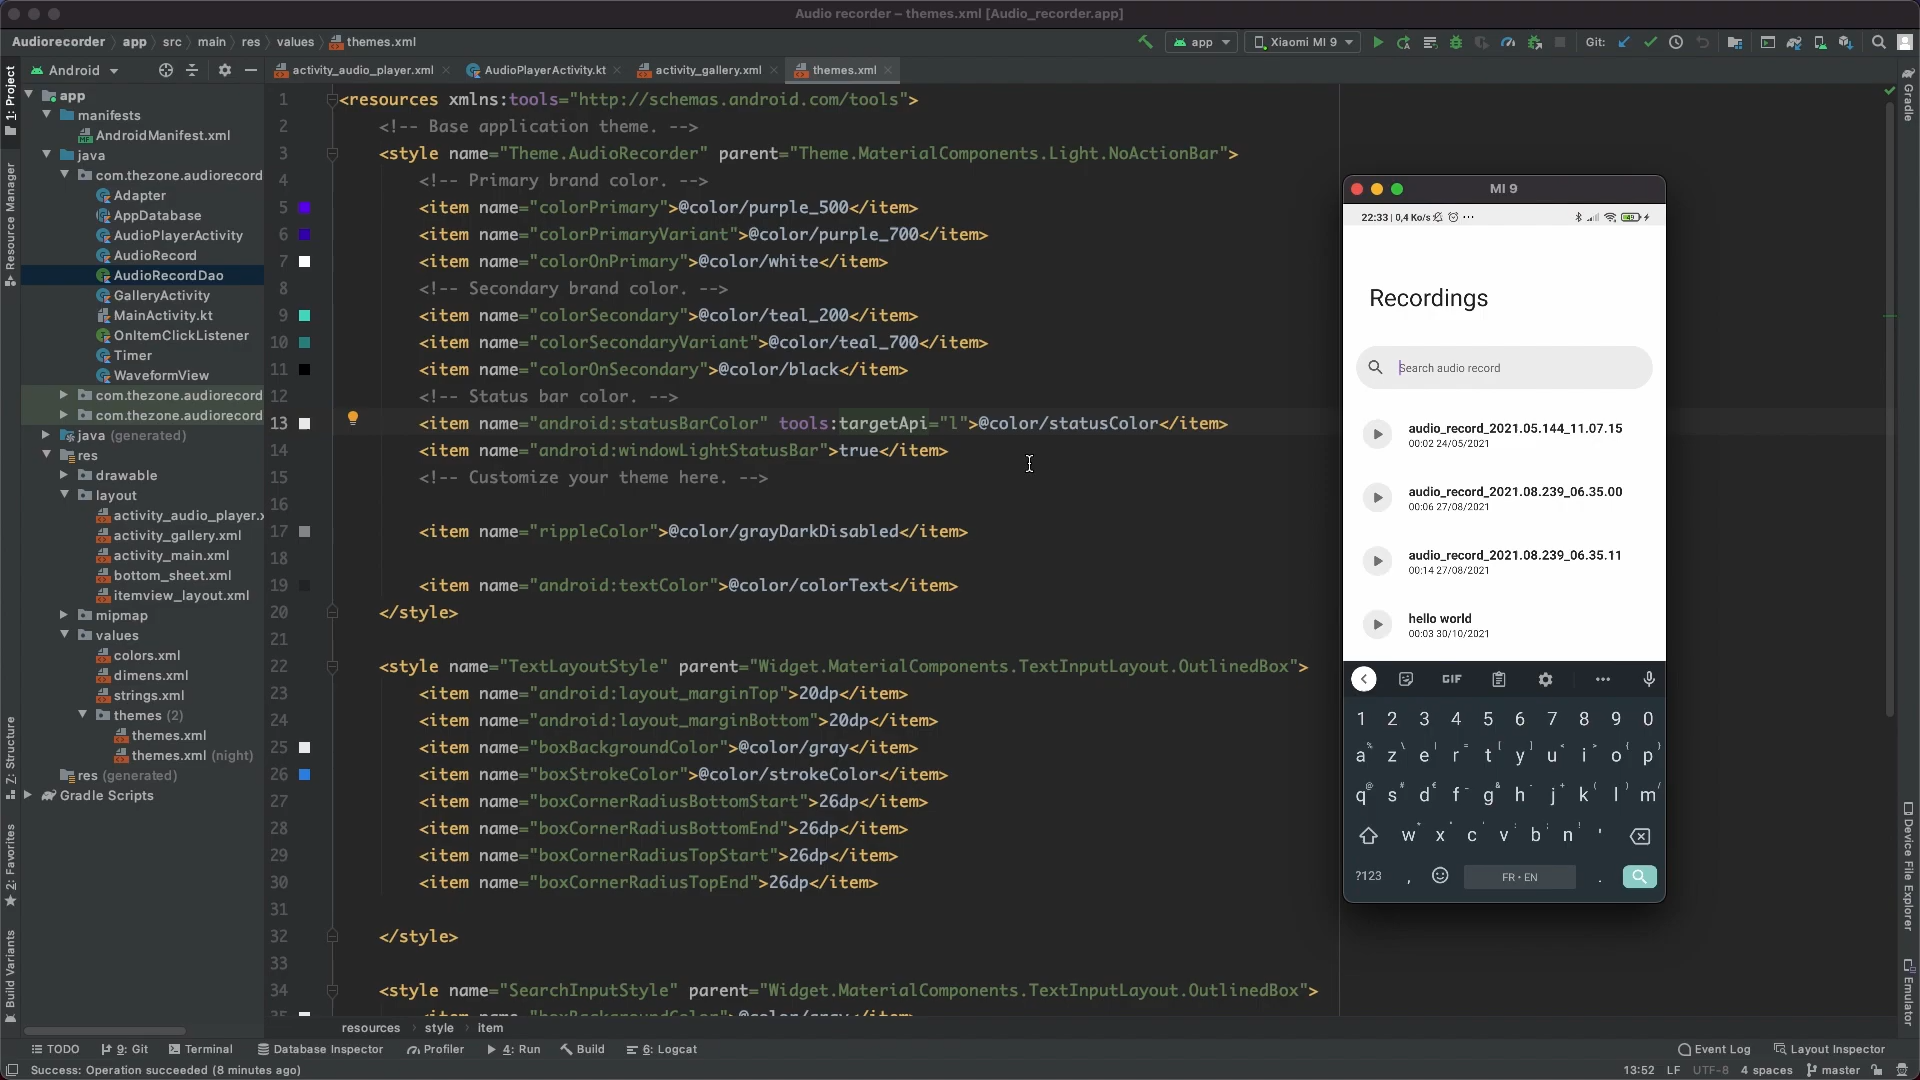 Audio recorder – themes.xml [Audio_recorder.app]
Audiorecorder app src main res values themes.xml
app Xiaomi MI 9 Git:
1: Project
Resource Manager
Z: Structure
2: Favorites
Build Variants
Android
app
manifests
AndroidManifest.xml
java
com.thezone.audiorecord
Adapter
AppDatabase
AudioPlayerActivity
AudioRecord
AudioRecordDao
GalleryActivity
MainActivity.kt
OnItemClickListener
Timer
WaveformView
com.thezone.audiorecord
com.thezone.audiorecord
java (generated)
res
drawable
layout
activity_audio_player.x
activity_gallery.xml
activity_main.xml
bottom_sheet.xml
itemview_layout.xml
mipmap
values
colors.xml
dimens.xml
strings.xml
themes (2)
themes.xml
themes.xml (night)
res (generated)
Gradle Scripts
activity_audio_player.xml AudioPlayerActivity.kt activity_gallery.xml themes.xml
1 <resources xmlns:tools="http://schemas.android.com/tools">
2 <!-- Base application theme. -->
3 <style name="Theme.AudioRecorder" parent="Theme.MaterialComponents.Light.NoActionBar">
4 <!-- Primary brand color. -->
5 <item name="colorPrimary">@color/purple_500</item>
6 <item name="colorPrimaryVariant">@color/purple_700</item>
7 <item name="colorOnPrimary">@color/white</item>
8 <!-- Secondary brand color. -->
9 <item name="colorSecondary">@color/teal_200</item>
10 <item name="colorSecondaryVariant">@color/teal_700</item>
11 <item name="colorOnSecondary">@color/black</item>
12 <!-- Status bar color. -->
13 <item name="android:statusBarColor" tools:targetApi="l">@color/statusColor</item>
14 <item name="android:windowLightStatusBar">true</item>
15 <!-- Customize your theme here. -->
16
17 <item name="rippleColor">@color/grayDarkDisabled</item>
18
19 <item name="android:textColor">@color/colorText</item>
20 </style>
21
22 <style name="TextLayoutStyle" parent="Widget.MaterialComponents.TextInputLayout.OutlinedBox">
23 <item name="android:layout_marginTop">20dp</item>
24 <item name="android:layout_marginBottom">20dp</item>
25 <item name="boxBackgroundColor">@color/gray</item>
26 <item name="boxStrokeColor">@color/strokeColor</item>
27 <item name="boxCornerRadiusBottomStart">26dp</item>
28 <item name="boxCornerRadiusBottomEnd">26dp</item>
29 <item name="boxCornerRadiusTopStart">26dp</item>
30 <item name="boxCornerRadiusTopEnd">26dp</item>
31
32 </style>
33
34 <style name="SearchInputStyle" parent="Widget.MaterialComponents.TextInputLayout.OutlinedBox">
resources style item
MI 9
22:33 | 0,4 Ko/s
Recordings
Search audio record
audio_record_2021.05.144_11.07.15
00:02 24/05/2021
audio_record_2021.08.239_06.35.00
00:06 27/08/2021
audio_record_2021.08.239_06.35.11
00:14 27/08/2021
hello world
00:03 30/10/2021
GIF
1 2 3 4 5 6 7 8 9 0
a z e r t y u i o p
q s d f g h j k l m
w x c v b n '
?123 , FR • EN .
Gradle
Device File Explorer
Emulator
TODO 9: Git Terminal Database Inspector Profiler 4: Run Build 6: Logcat Event Log Layout Inspector
Success: Operation succeeded (8 minutes ago) 13:52 LF UTF-8 4 spaces master